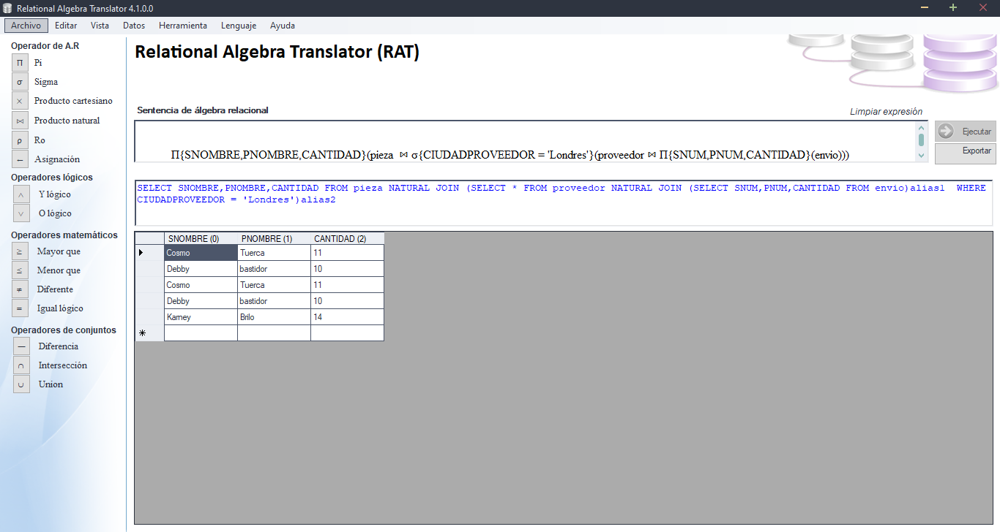 Relational Algebra Translator 4.1.0.0
Archivo Editar Vista Datos Herramienta Lenguaje Ayuda
Operador de A.R
Π Pi
σ Sigma
× Producto cartesiano
⋈ Producto natural
ρ Ro
← Asignación
Operadores lógicos
∧ Y lógico
∨ O lógico
Operadores matemáticos
≥ Mayor que
≤ Menor que
≠ Diferente
= Igual lógico
Operadores de conjuntos
— Diferencia
∩ Intersección
∪ Union
Relational Algebra Translator (RAT)
Sentencia de álgebra relacional
Limpiar expresión
Π{SNOMBRE,PNOMBRE,CANTIDAD}(pieza ⋈ σ{CIUDADPROVEEDOR = 'Londres'}(proveedor ⋈ Π{SNUM,PNUM,CANTIDAD}(envio)))
Ejecutar
Exportar
SELECT SNOMBRE,PNOMBRE,CANTIDAD FROM pieza NATURAL JOIN (SELECT * FROM proveedor NATURAL JOIN (SELECT SNUM,PNUM,CANTIDAD FROM envio)alias1 WHERE
CIUDADPROVEEDOR = 'Londres')alias2
SNOMBRE (0) PNOMBRE (1) CANTIDAD (2)
Cosmo Tuerca 11
Debby bastidor 10
Cosmo Tuerca 11
Debby bastidor 10
Karney Brilo 14